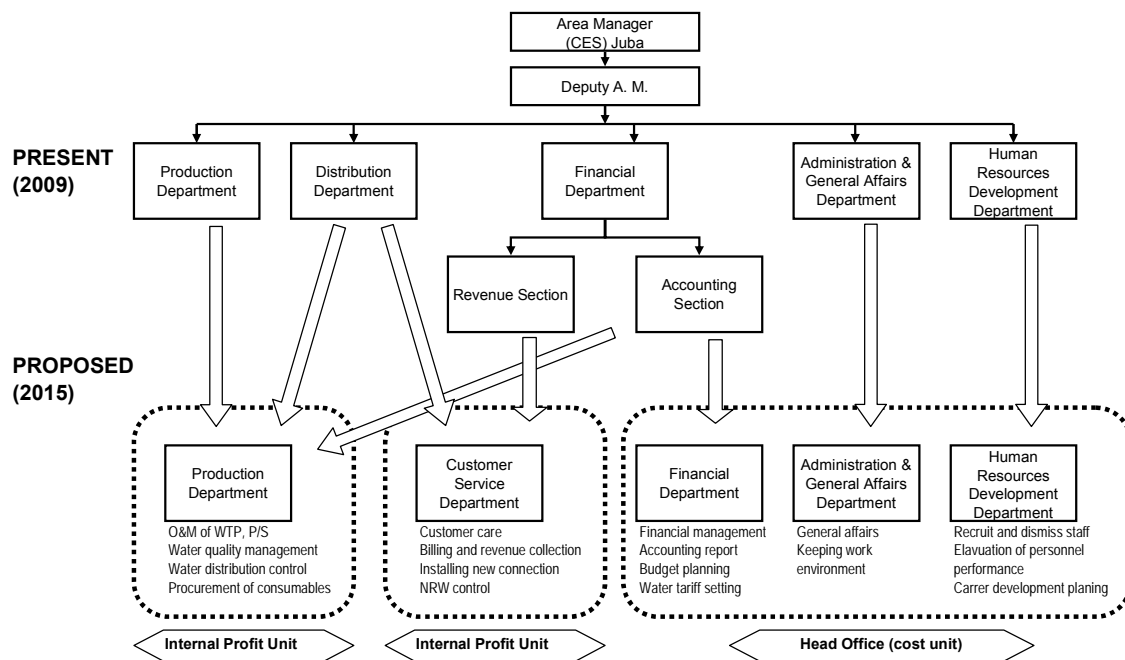 Area Manager
(CES) Juba
Deputy A. M.
PRESENT
(2009)
Production
Department
Distribution
Department
Financial
Department
Administration &
General Affairs
Department
Human
Resources
Development
Department
Revenue Section
Accounting
Section
PROPOSED
(2015)
Production
Department
O&M of WTP, P/S
Water quality management
Water distribution control
Procurement of consumables
Customer
Service
Department
Customer care
Billing and revenue collection
Installing new connection
NRW control
Financial
Department
Financial management
Accounting report
Budget planning
Water tariff setting
Administration &
General Affairs
Department
General affairs
Keeping work
environment
Human
Resources
Development
Department
Recruit and dismiss staff
Elavuation of personnel
performance
Carrer development planing
Internal Profit Unit
Internal Profit Unit
Head Office (cost unit)